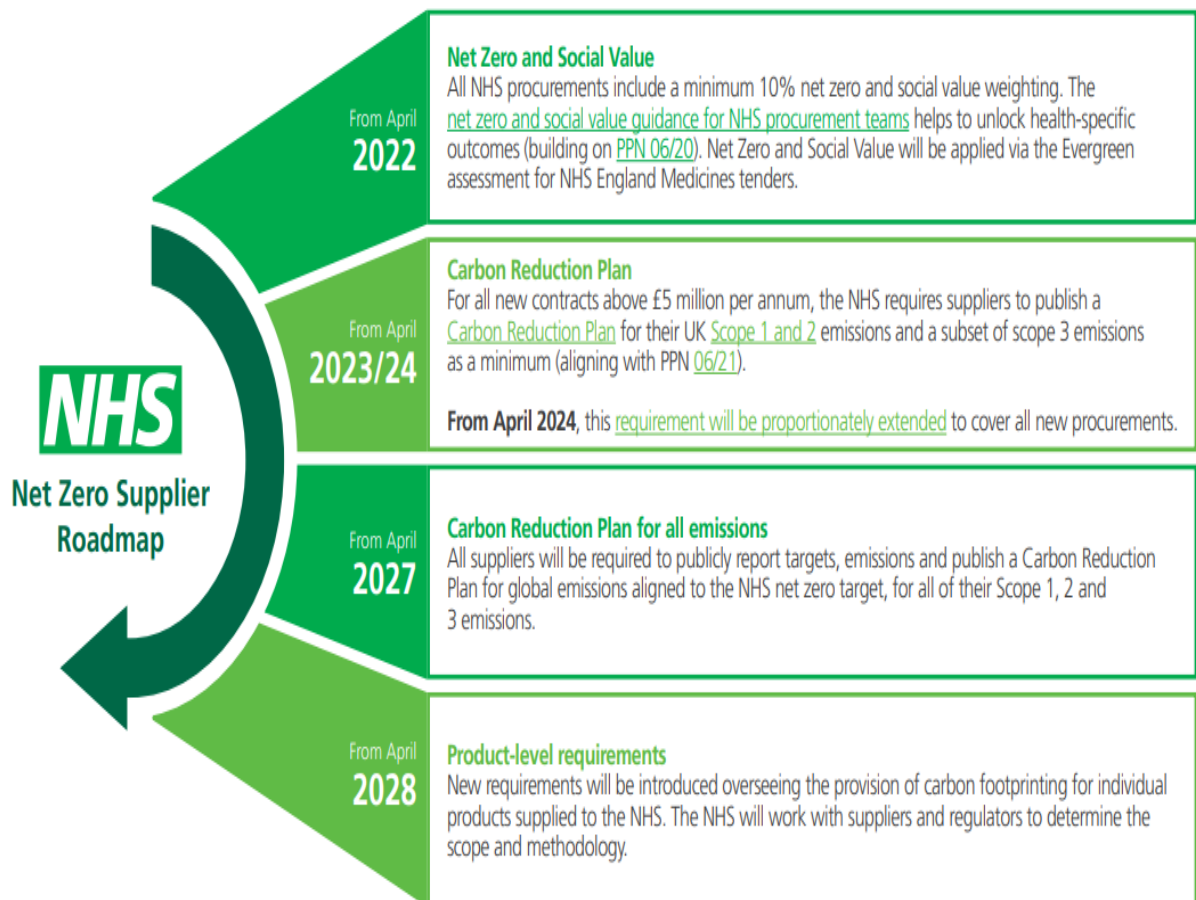 NHS
Net Zero Supplier
Roadmap
From April
2022
Net Zero and Social Value
All NHS procurements include a minimum 10% net zero and social value weighting. The
net zero and social value guidance for NHS procurement teams helps to unlock health-specific
outcomes (building on PPN 06/20). Net Zero and Social Value will be applied via the Evergreen
assessment for NHS England Medicines tenders.
From April
2023/24
Carbon Reduction Plan
For all new contracts above £5 million per annum, the NHS requires suppliers to publish a
Carbon Reduction Plan for their UK Scope 1 and 2 emissions and a subset of scope 3 emissions
as a minimum (aligning with PPN 06/21).
From April 2024, this requirement will be proportionately extended to cover all new procurements.
From April
2027
Carbon Reduction Plan for all emissions
All suppliers will be required to publicly report targets, emissions and publish a Carbon Reduction
Plan for global emissions aligned to the NHS net zero target, for all of their Scope 1, 2 and
3 emissions.
From April
2028
Product-level requirements
New requirements will be introduced overseeing the provision of carbon footprinting for individual
products supplied to the NHS. The NHS will work with suppliers and regulators to determine the
scope and methodology.